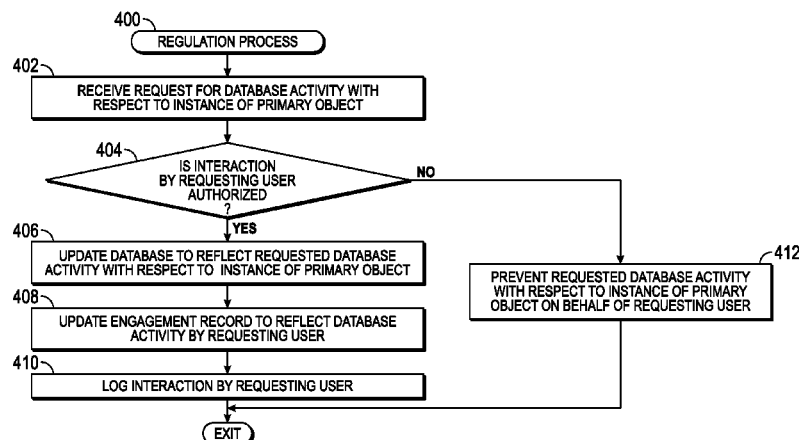 400
REGULATION PROCESS
402
RECEIVE REQUEST FOR DATABASE ACTIVITY WITH
RESPECT TO INSTANCE OF PRIMARY OBJECT
404
IS INTERACTION
BY REQUESTING USER
AUTHORIZED
?
NO
YES
406
UPDATE DATABASE TO REFLECT REQUESTED DATABASE
ACTIVITY WITH RESPECT TO INSTANCE OF PRIMARY OBJECT
412
PREVENT REQUESTED DATABASE ACTIVITY
WITH RESPECT TO INSTANCE OF PRIMARY
OBJECT ON BEHALF OF REQUESTING USER
408
UPDATE ENGAGEMENT RECORD TO REFLECT DATABASE
ACTIVITY BY REQUESTING USER
410
LOG INTERACTION BY REQUESTING USER
EXIT